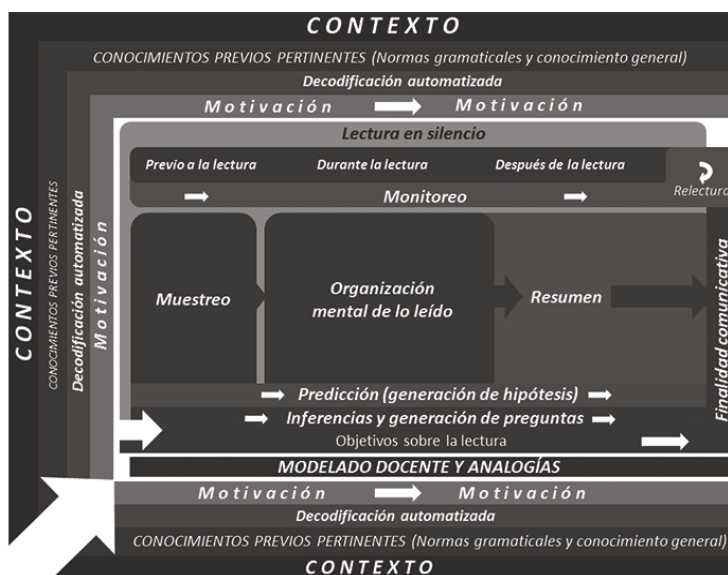 CONTEXTO
CONOCIMIENTOS PREVIOS PERTINENTES (Normas gramaticales y conocimiento general)
Decodificación automatizada
Motivación Motivación
CONTEXTO
CONOCIMIENTOS PREVIOS PERTINENTES
Decodificación automatizada
Motivación
Lectura en silencio
Previo a la lectura Durante la lectura Después de la lectura
Relectura
Monitoreo
Muestreo
Organización
mental de lo leído
Resumen
Finalidad comunicativa
Predicción (generación de hipótesis)
Inferencias y generación de preguntas
Objetivos sobre la lectura
MODELADO DOCENTE Y ANALOGÍAS
Motivación Motivación
Decodificación automatizada
CONOCIMIENTOS PREVIOS PERTINENTES (Normas gramaticales y conocimiento general)
CONTEXTO